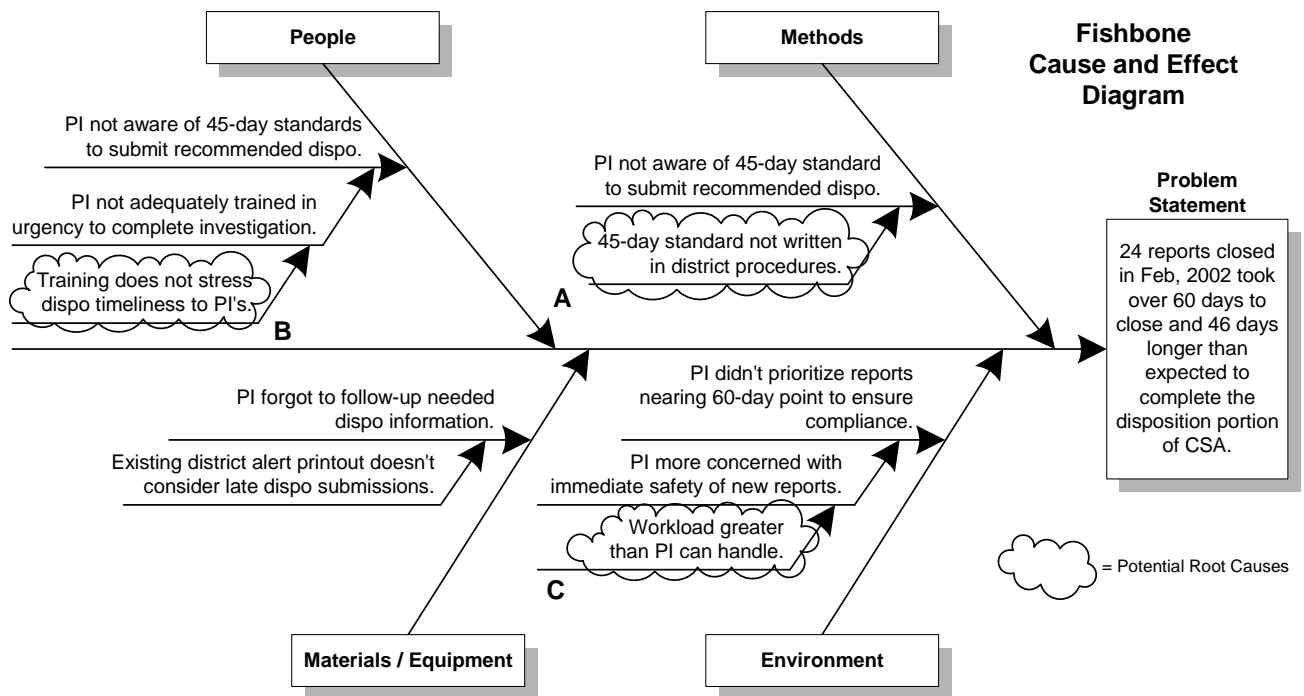 People
Methods
Fishbone
Cause and Effect
Diagram
PI not aware of 45-day standards
to submit recommended dispo.
PI not adequately trained in
urgency to complete investigation.
Training does not stress
dispo timeliness to PI's.
B
PI not aware of 45-day standard
to submit recommended dispo.
45-day standard not written
in district procedures.
A
Problem
Statement
24 reports closed
in Feb, 2002 took
over 60 days to
close and 46 days
longer than
expected to
complete the
disposition portion
of CSA.
PI forgot to follow-up needed
dispo information.
Existing district alert printout doesn't
consider late dispo submissions.
PI didn't prioritize reports
nearing 60-day point to ensure
compliance.
PI more concerned with
immediate safety of new reports.
Workload greater
than PI can handle.
C
= Potential Root Causes
Materials / Equipment
Environment